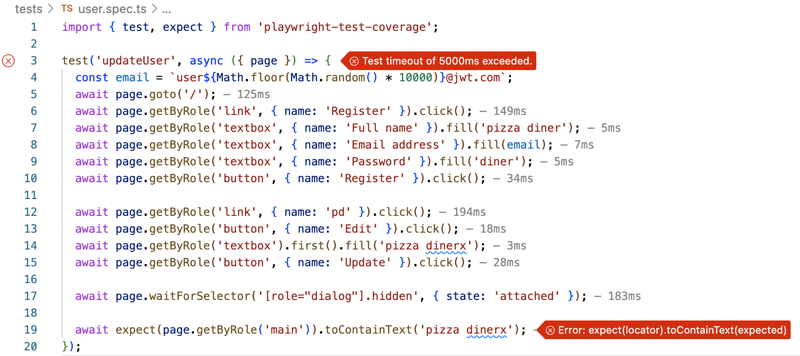 tests > TS user.spec.ts > ...
1 import { test, expect } from 'playwright-test-coverage';
2
3 test('updateUser', async ({ page }) => { Test timeout of 5000ms exceeded.
4 const email = `user${Math.floor(Math.random() * 10000)}@jwt.com`;
5 await page.goto('/'); — 125ms
6 await page.getByRole('link', { name: 'Register' }).click(); — 149ms
7 await page.getByRole('textbox', { name: 'Full name' }).fill('pizza diner'); — 5ms
8 await page.getByRole('textbox', { name: 'Email address' }).fill(email); — 7ms
9 await page.getByRole('textbox', { name: 'Password' }).fill('diner'); — 5ms
10 await page.getByRole('button', { name: 'Register' }).click(); — 34ms
11
12 await page.getByRole('link', { name: 'pd' }).click(); — 194ms
13 await page.getByRole('button', { name: 'Edit' }).click(); — 18ms
14 await page.getByRole('textbox').first().fill('pizza dinerx'); — 3ms
15 await page.getByRole('button', { name: 'Update' }).click(); — 28ms
16
17 await page.waitForSelector('[role="dialog"].hidden', { state: 'attached' }); — 183ms
18
19 await expect(page.getByRole('main')).toContainText('pizza dinerx'); — Error: expect(locator).toContainText(expected)
20 });